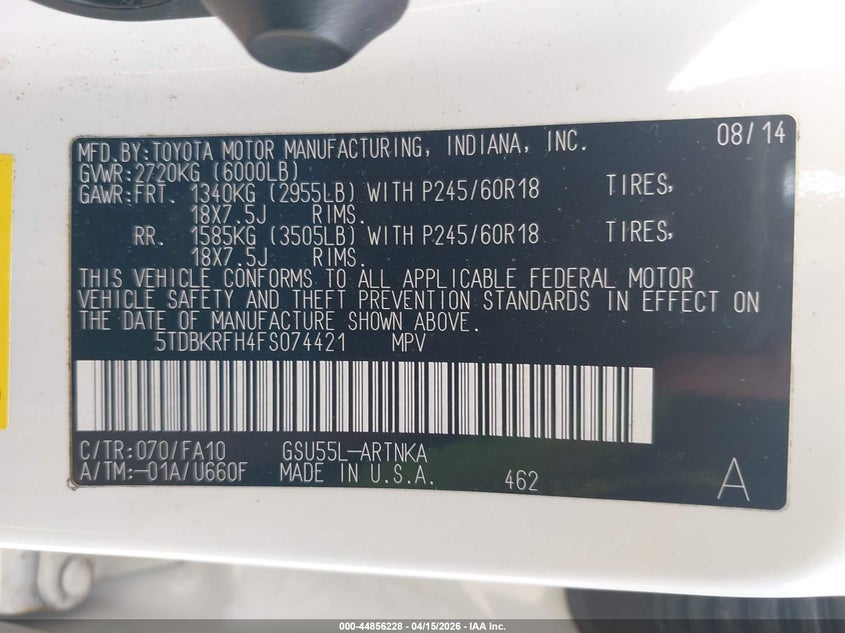 MFD.BY:TOYOTA MOTOR MANUFACTURING, INDIANA, INC. 08/14
GVWR:2720KG (6000LB)
GAWR:FRT. 1340KG (2955LB) WITH P245/60R18 TIRES,
18X7.5J RIMS.
RR. 1585KG (3505LB) WITH P245/60R18 TIRES,
18X7.5J RIMS.
THIS VEHICLE CONFORMS TO ALL APPLICABLE FEDERAL MOTOR
VEHICLE SAFETY AND THEFT PREVENTION STANDARDS IN EFFECT ON
THE DATE OF MANUFACTURE SHOWN ABOVE.
5TDBKRFH4FS074421 MPV
C/TR:070/FA10 GSU55L-ARTNKA
A/TM:-01A/U660F MADE IN U.S.A. 462 A
000-44856228 - 04/15/2026 - IAA Inc.